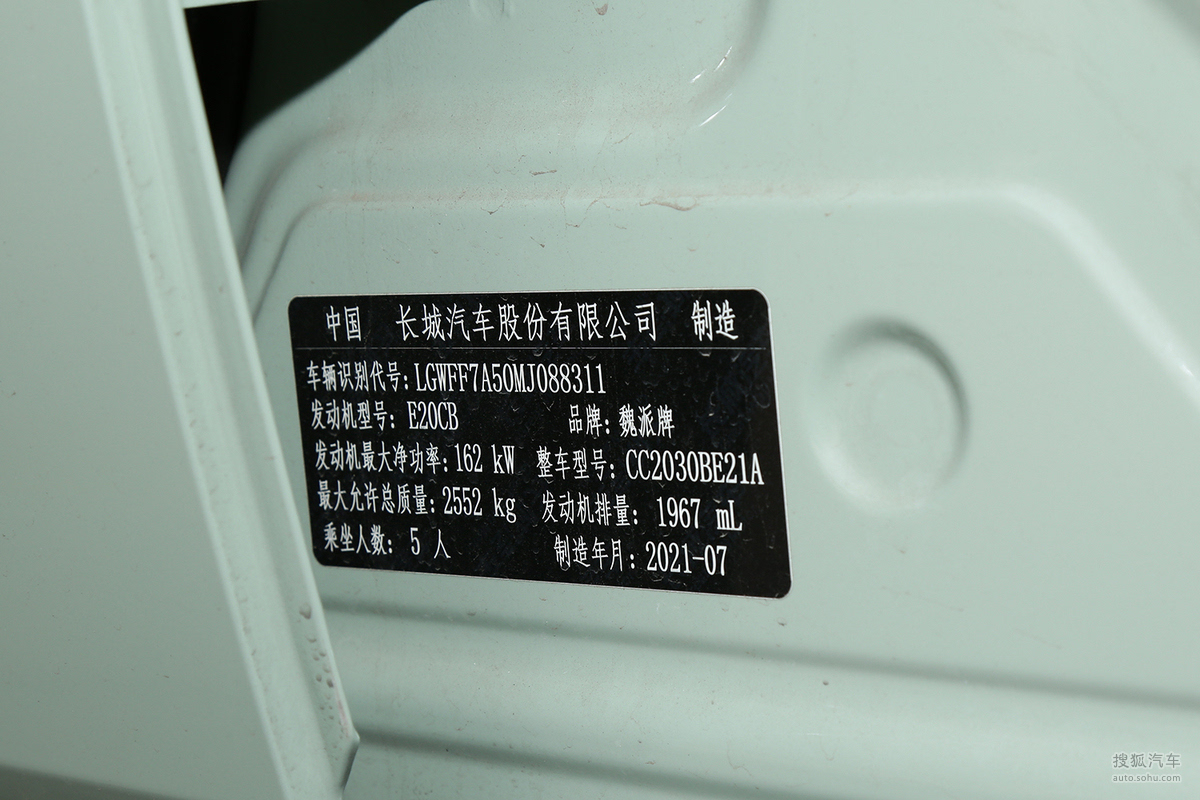 中国 长城汽车股份有限公司 制造
车辆识别代号: LGWFF7A50MJ088311
发动机型号: E20CB 品牌: 魏派牌
发动机最大净功率: 162 kW 整车型号: CC2030BE21A
最大允许总质量: 2552 kg 发动机排量: 1967 mL
乘坐人数: 5 人 制造年月: 2021-07
搜狐汽车
auto.sohu.com